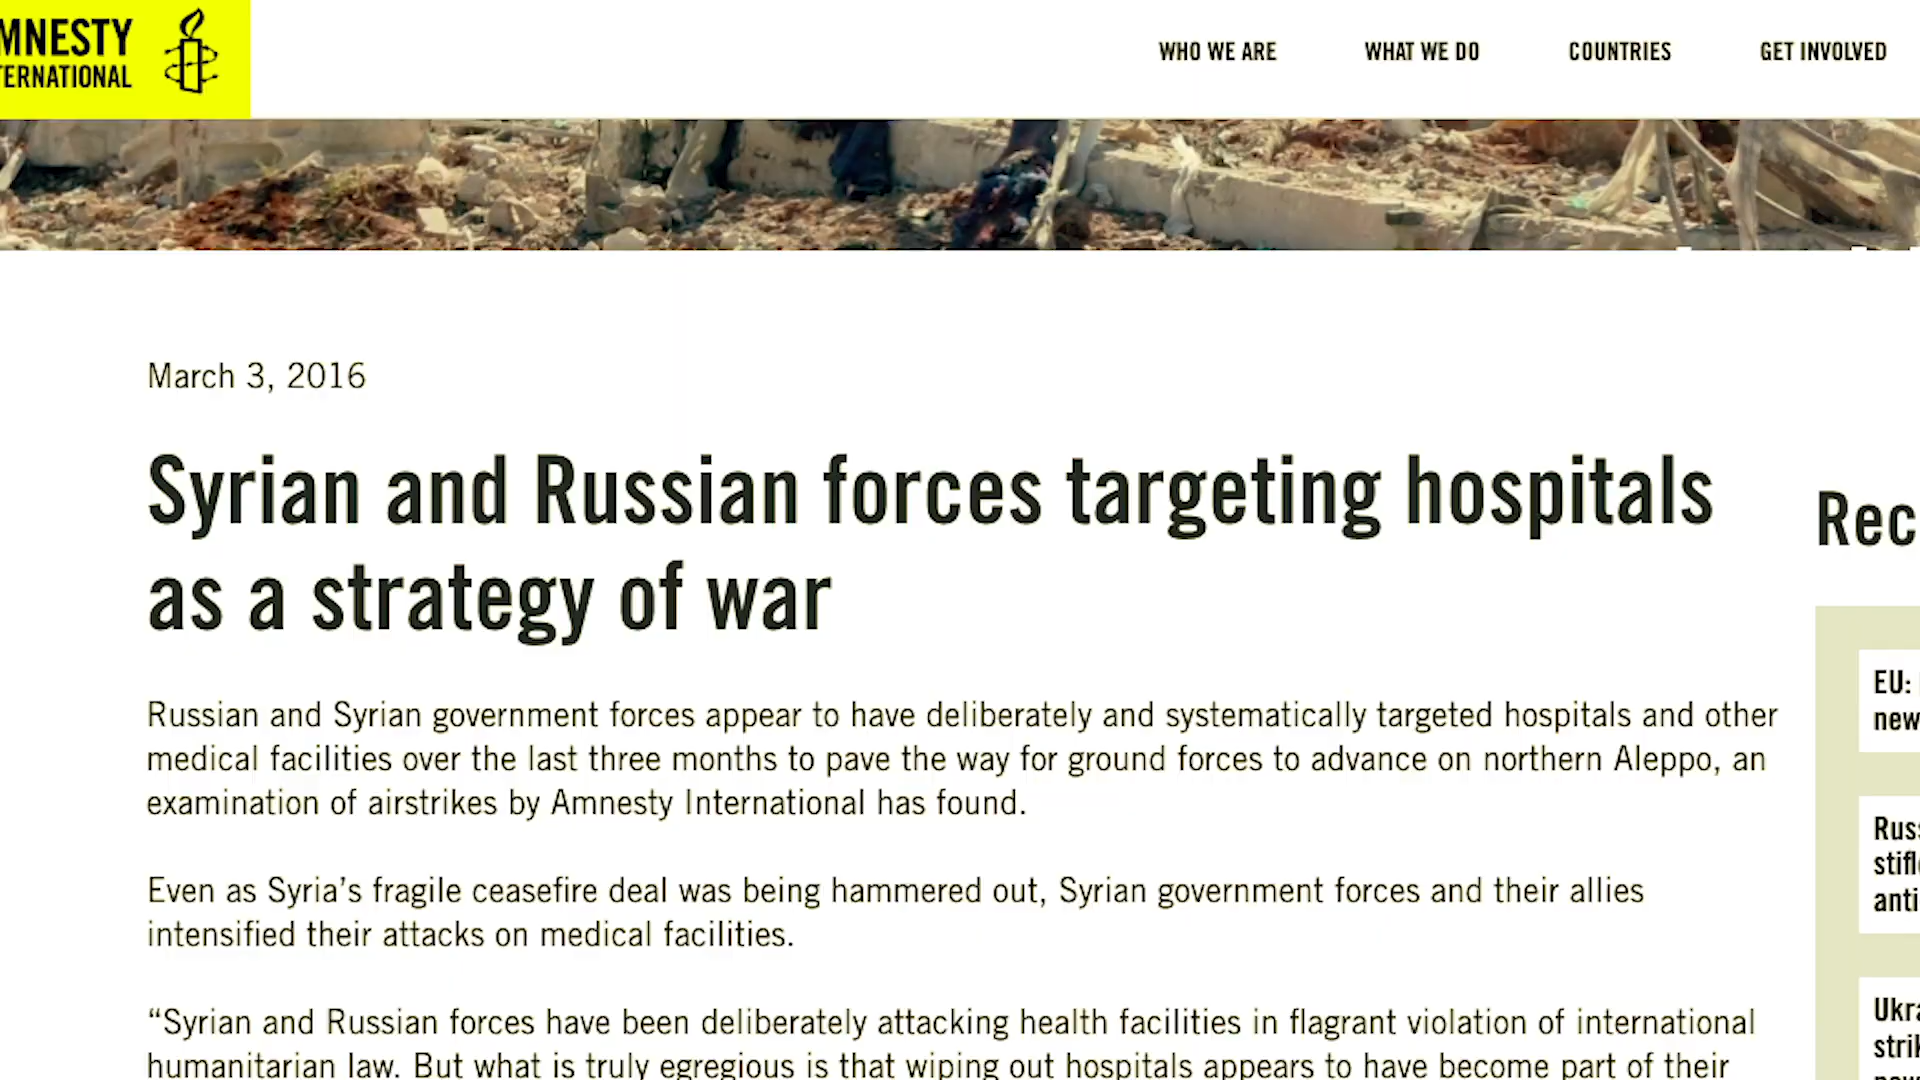 MNESTY
TERNATIONAL
WHO WE ARE
WHAT WE DO
COUNTRIES
GET INVOLVED
March 3, 2016
Syrian and Russian forces targeting hospitals
as a strategy of war
Russian and Syrian government forces appear to have deliberately and systematically targeted hospitals and other
medical facilities over the last three months to pave the way for ground forces to advance on northern Aleppo, an
examination of airstrikes by Amnesty International has found.
Even as Syria’s fragile ceasefire deal was being hammered out, Syrian government forces and their allies
intensified their attacks on medical facilities.
“Syrian and Russian forces have been deliberately attacking health facilities in flagrant violation of international
humanitarian law. But what is truly egregious is that wiping out hospitals appears to have become part of their
Rec
EU:
new
Russ
stifl
anti
Ukra
strik